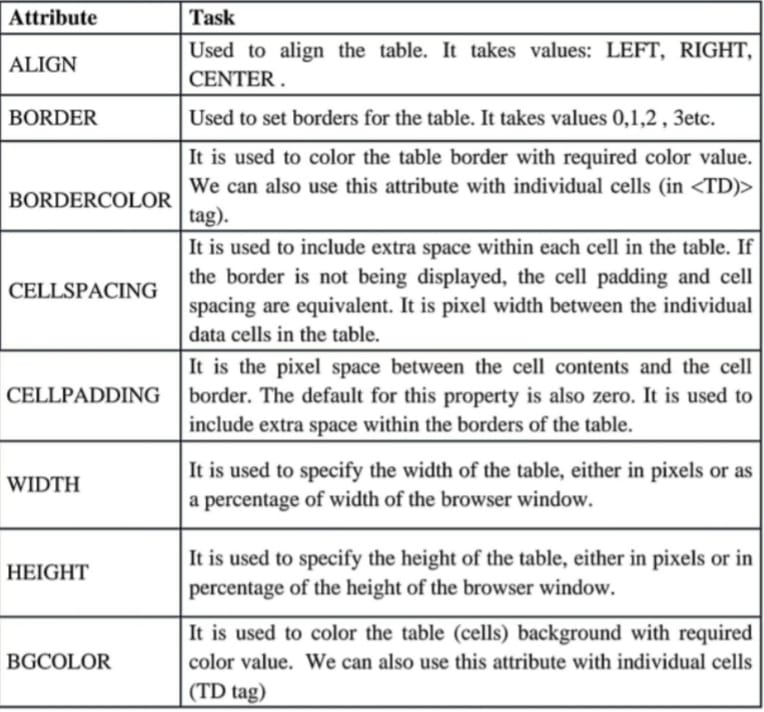 Attribute Task
ALIGN
Used to align the table. It takes values: LEFT, RIGHT,
CENTER .
BORDER
Used to set borders for the table. It takes values 0,1,2 , 3etc.
BORDERCOLOR
It is used to color the table border with required color value.
We can also use this attribute with individual cells (in <TD)>
tag).
CELLSPACING
It is used to include extra space within each cell in the table. If
the border is not being displayed, the cell padding and cell
spacing are equivalent. It is pixel width between the individual
data cells in the table.
CELLPADDING
It is the pixel space between the cell contents and the cell
border. The default for this property is also zero. It is used to
include extra space within the borders of the table.
WIDTH
It is used to specify the width of the table, either in pixels or as
a percentage of width of the browser window.
HEIGHT
It is used to specify the height of the table, either in pixels or in
percentage of the height of the browser window.
BGCOLOR
It is used to color the table (cells) background with required
color value. We can also use this attribute with individual cells
(TD tag)